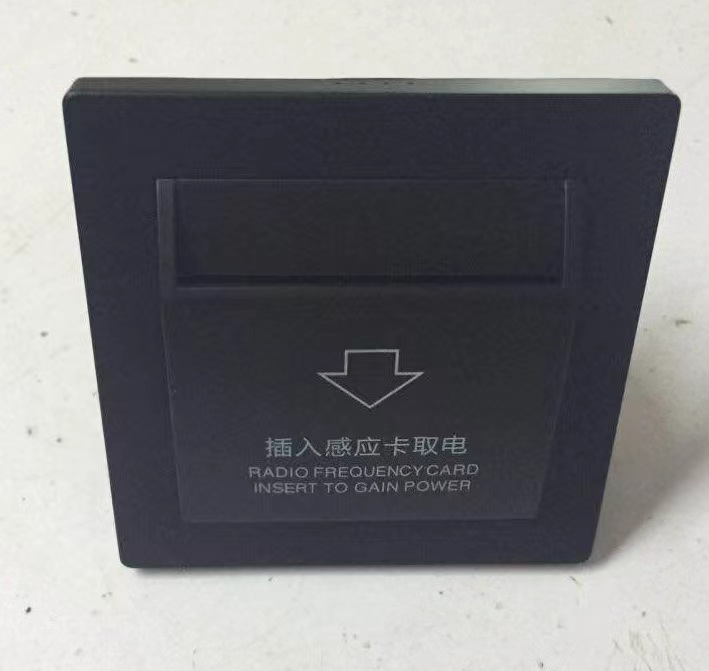 插入感应卡取电
RADIO FREQUENCY CARD
INSERT TO GAIN POWER